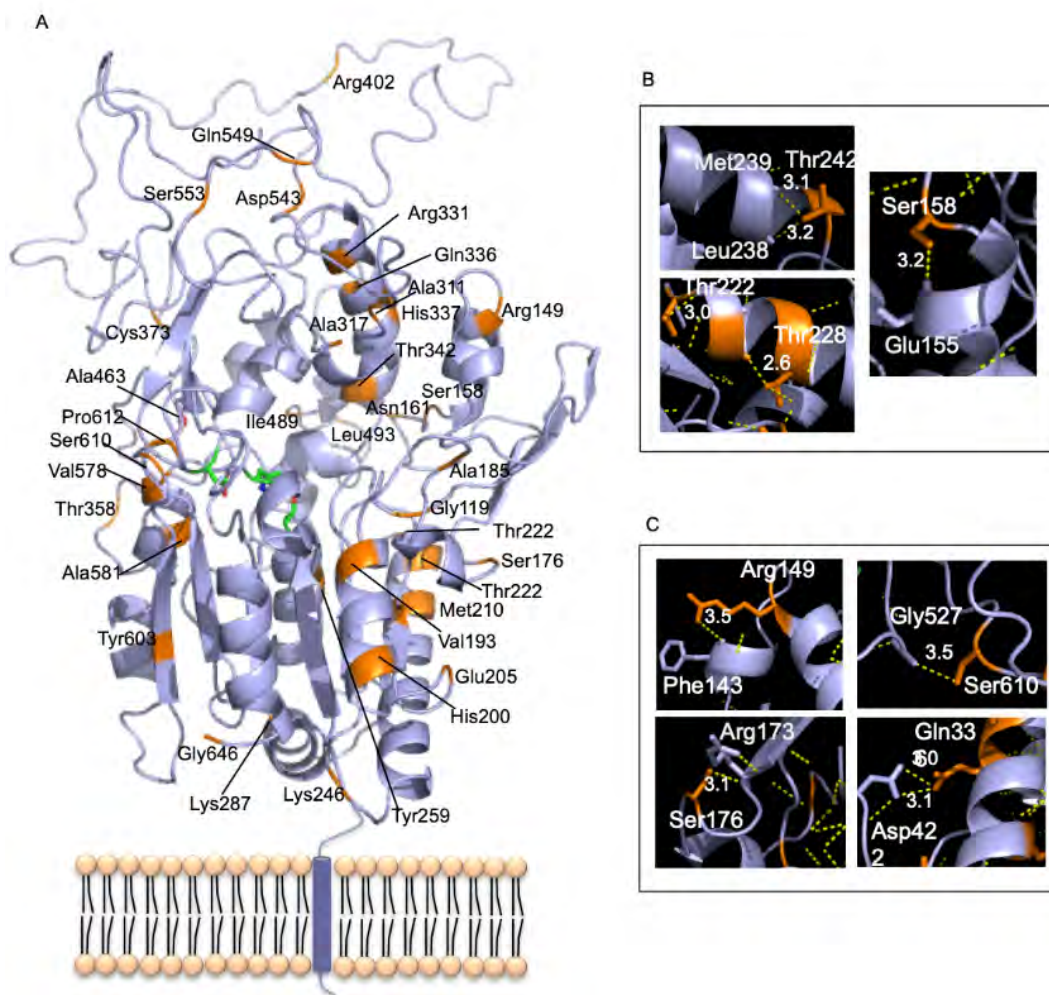 A
Arg402
Gln549
Ser553
Asp543
Arg331
Gln336
Ala311
His337
Arg149
Cys373
Ala317
Thr342
Ala463
Ser158
Asn161
Pro612
Ile489
Leu493
Ser610
Val578
Ala185
Thr358
Gly119
Thr222
Ser176
Ala581
Thr222
Met210
Tyr603
Val193
Glu205
His200
Gly646
Lys287
Lys246
Tyr259
B
Met239
Thr242
3.1
3.2
Leu238
Thr222
3.0
Thr228
2.6
Ser158
3.2
Glu155
C
Arg149
3.5
Phe143
Gly527
3.5
Ser610
Arg173
3.1
Ser176
Gln33
3.1
Asp42
2